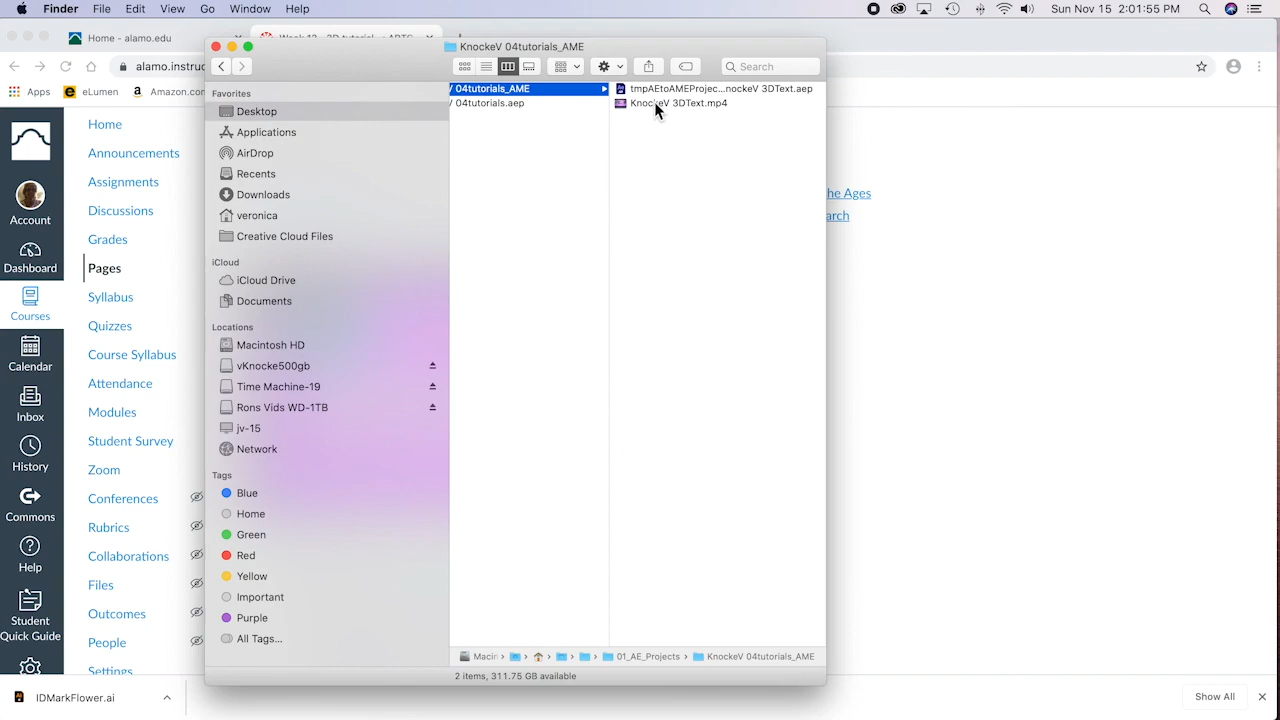 Finder File Edit View Go Window Help
Sun Nov 15 2:01:55 PM
Home - alamo.edu
KnockeV 04tutorials_AME
alamo.instruc
Search
Apps eLumen Amazon.con
Account
Dashboard
Courses
Calendar
Inbox
History
Commons
Help
Student
Quick Guide
Home
Announcements
Assignments
Discussions
Grades
Pages
Syllabus
Quizzes
Course Syllabus
Attendance
Modules
Student Survey
Zoom
Conferences
Rubrics
Collaborations
Files
Outcomes
People
Settings
Favorites
Desktop
Applications
AirDrop
Recents
Downloads
veronica
Creative Cloud Files
iCloud
iCloud Drive
Documents
Locations
Macintosh HD
vKnocke500gb
Time Machine-19
Rons Vids WD-1TB
jv-15
Network
Tags
Blue
Home
Green
Red
Yellow
Important
Purple
All Tags...
/ 04tutorials_AME
/ 04tutorials.aep
tmpAEtoAMEProjec...nockeV 3DText.aep
KnockeV 3DText.mp4
he Ages
arch
Macin › › › › › 01_AE_Projects › KnockeV 04tutorials_AME
2 items, 311.75 GB available
IDMarkFlower.ai
Show All